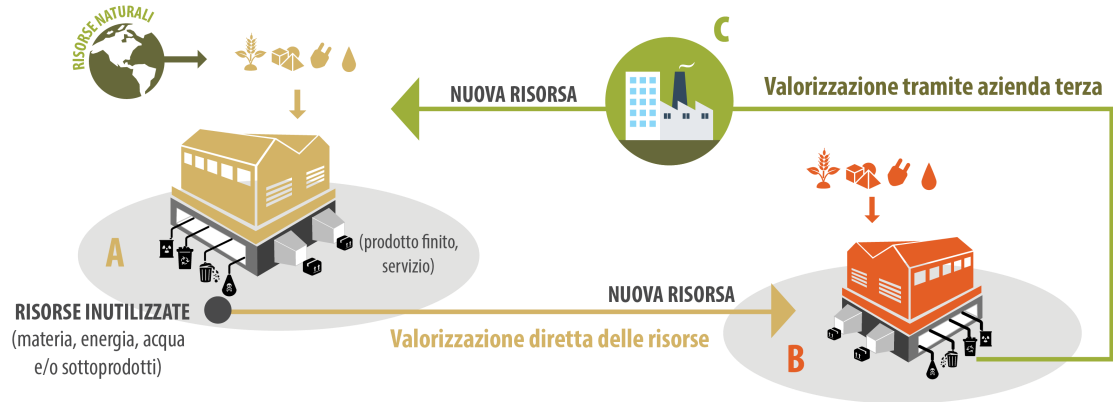 RISORSE NATURALI
C
NUOVA RISORSA
Valorizzazione tramite azienda terza
A
(prodotto finito,
servizio)
RISORSE INUTILIZZATE
(materia, energia, acqua
e/o sottoprodotti)
NUOVA RISORSA
Valorizzazione diretta delle risorse
B